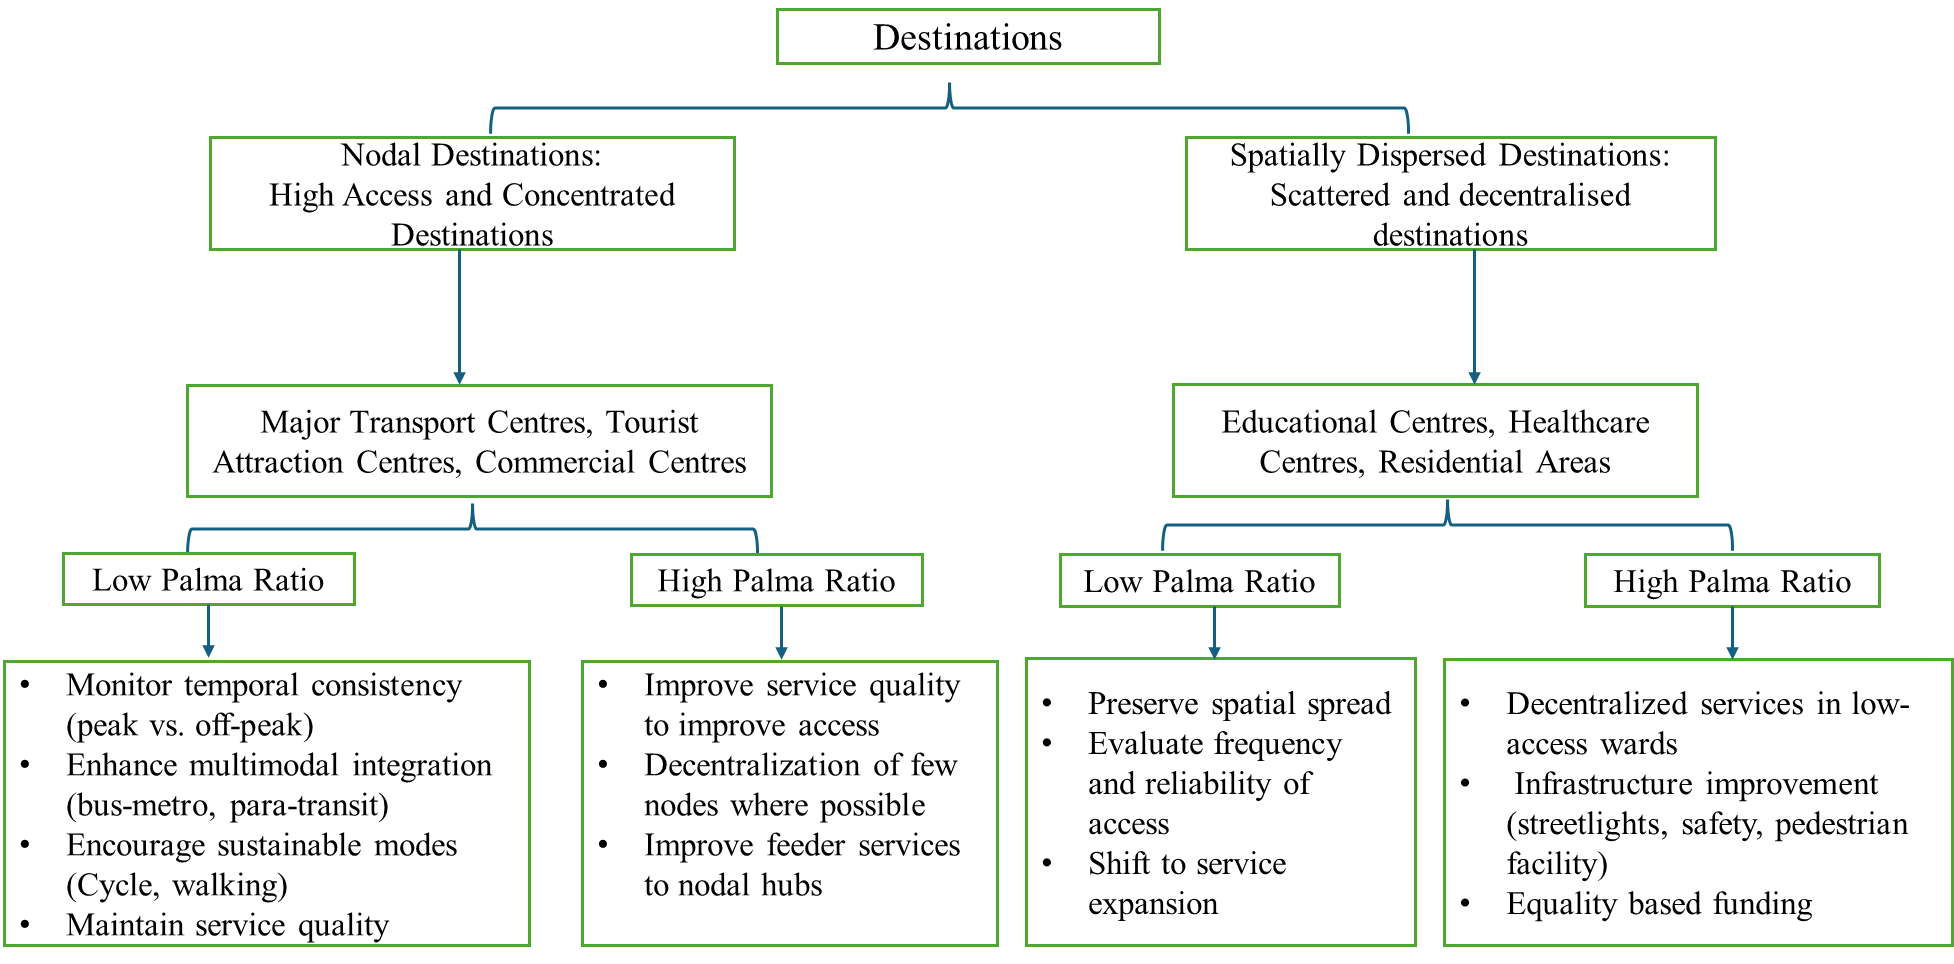 Destinations
Nodal Destinations:
High Access and Concentrated
Destinations
Spatially Dispersed Destinations:
Scattered and decentralised
destinations
Major Transport Centres, Tourist
Attraction Centres, Commercial Centres
Educational Centres, Healthcare
Centres, Residential Areas
Low Palma Ratio
High Palma Ratio
Low Palma Ratio
High Palma Ratio
• Monitor temporal consistency
(peak vs. off-peak)
• Enhance multimodal integration
(bus-metro, para-transit)
• Encourage sustainable modes
(Cycle, walking)
• Maintain service quality
• Improve service quality
to improve access
• Decentralization of few
nodes where possible
• Improve feeder services
to nodal hubs
• Preserve spatial spread
• Evaluate frequency
and reliability of
access
• Shift to service
expansion
• Decentralized services in low-
access wards
• Infrastructure improvement
(streetlights, safety, pedestrian
facility)
• Equality based funding